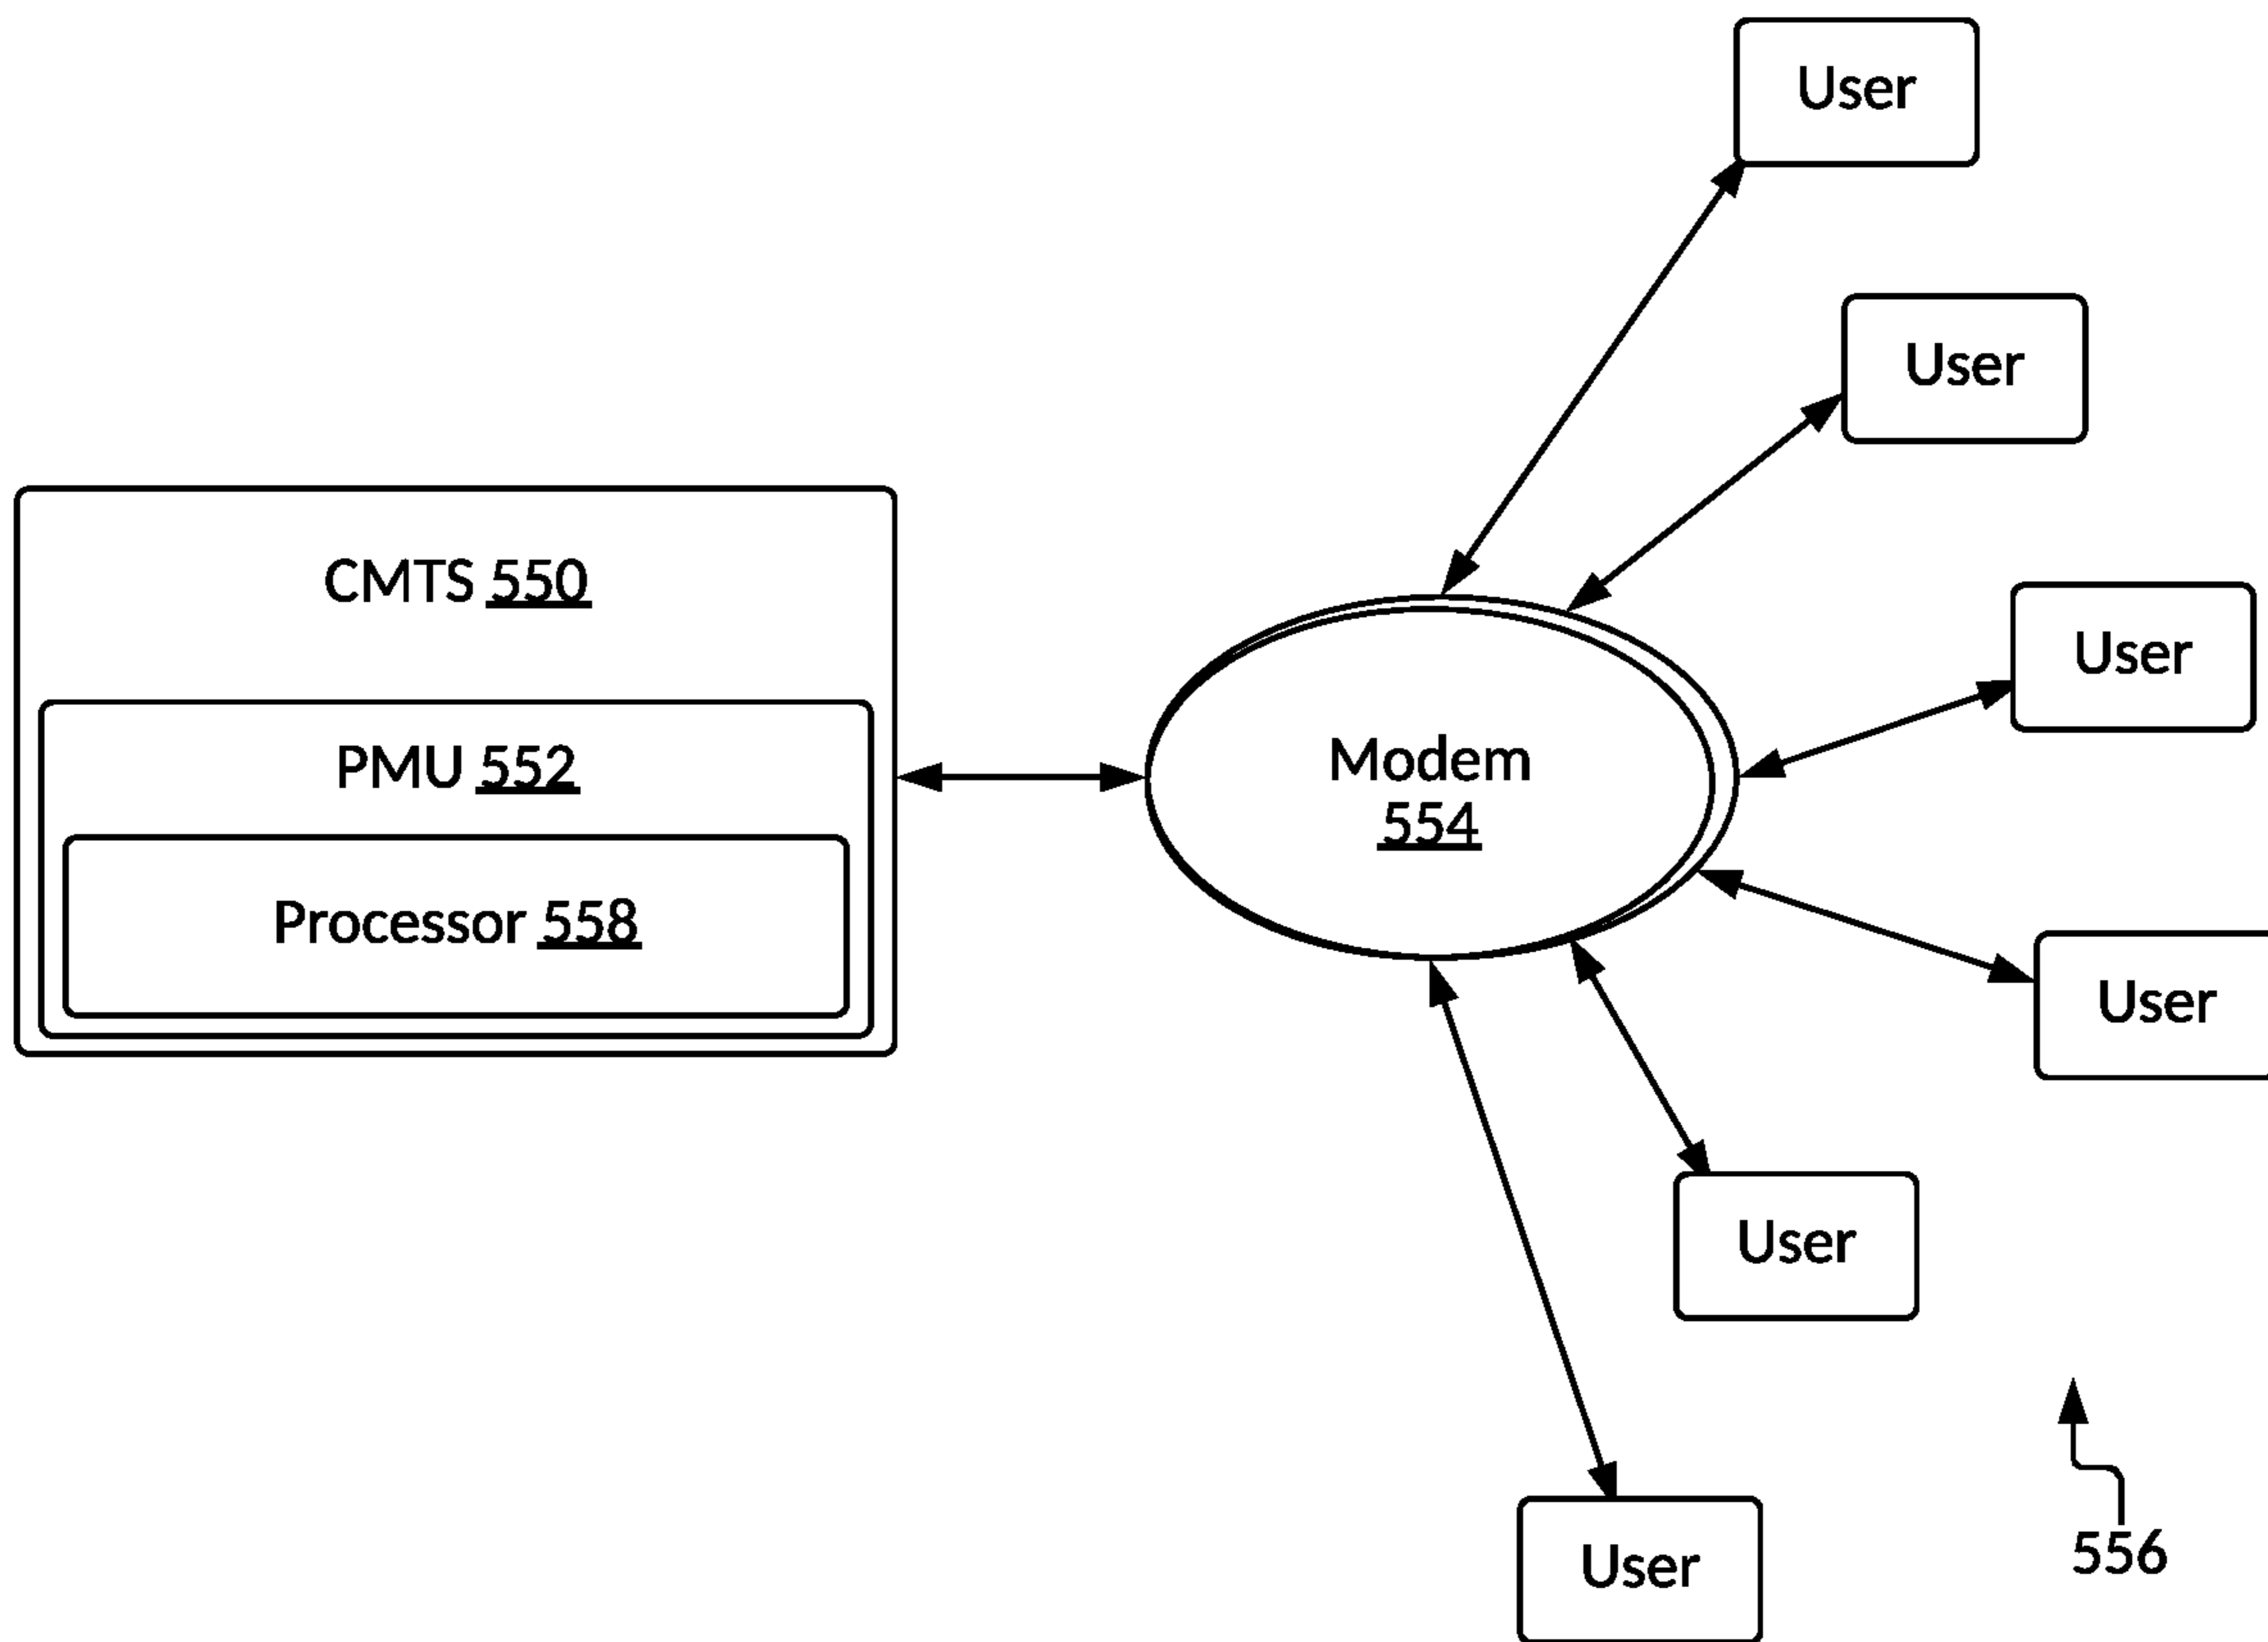 User
User
CMTS 550
User
PMU 552
Modem
554
Processor 558
User
User
User
556